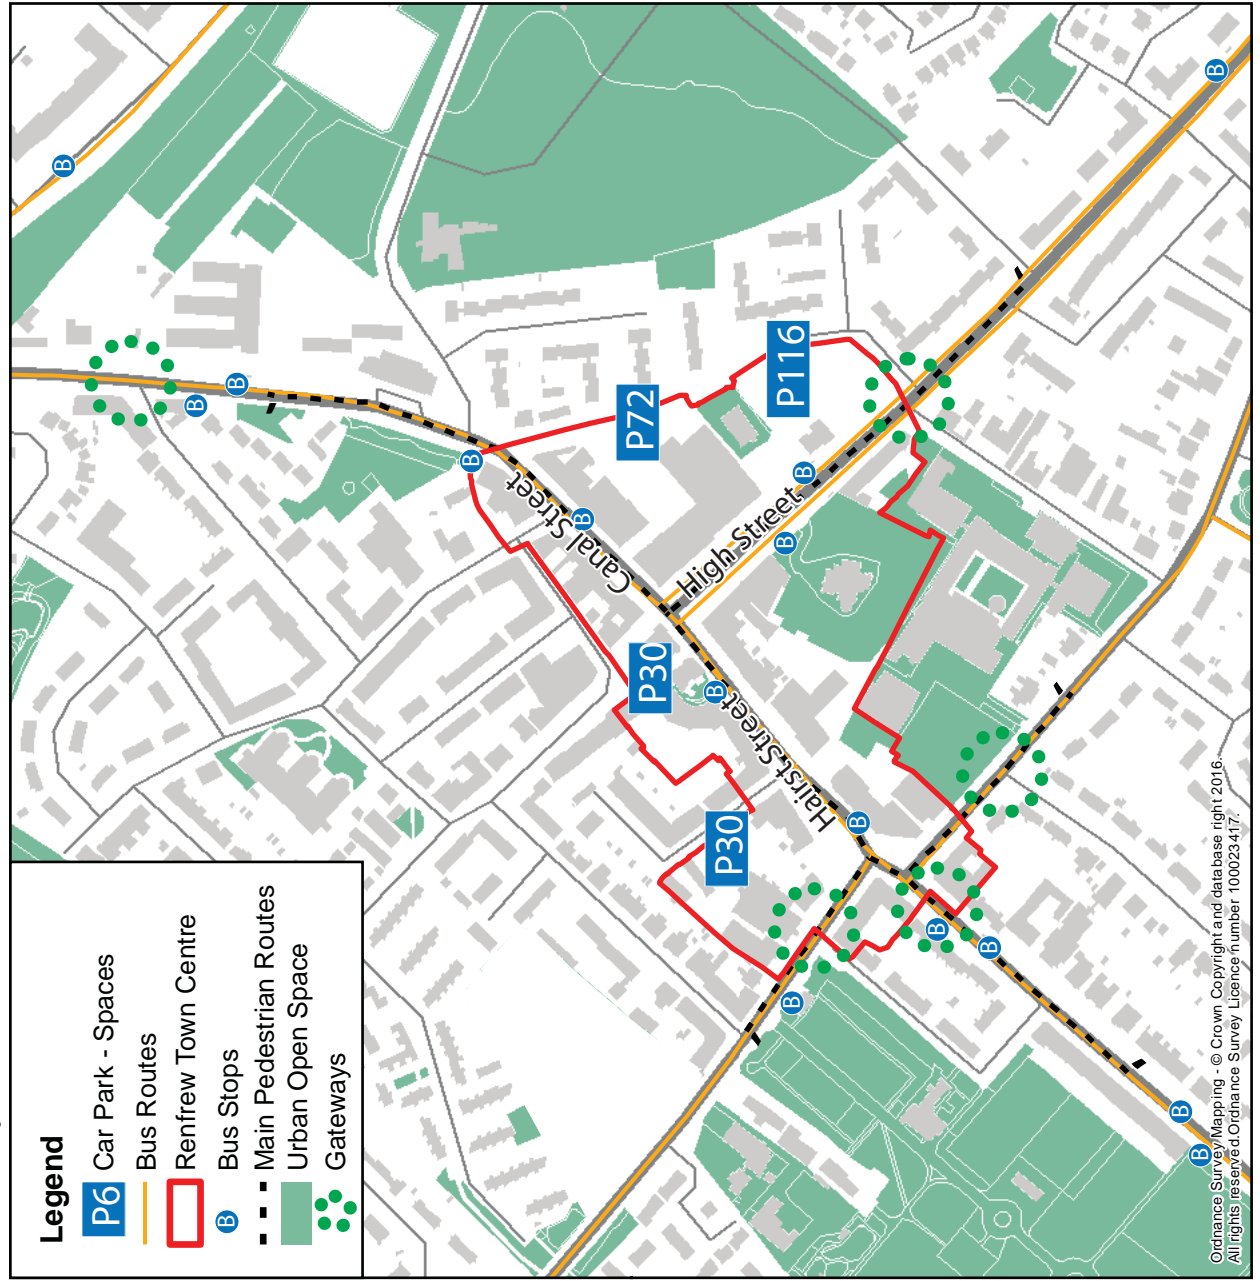 Legend
P6 Car Park - Spaces
Bus Routes
Renfrew Town Centre
B Bus Stops
Main Pedestrian Routes
Urban Open Space
Gateways
B
B
B
B
B
Canal Street
B
P72
P116
High Street
B
B
B
P30
B
Hairst Street
P30
B
B
B
B
B
B
Ordnance Survey Mapping - © Crown Copyright and database right 2016.
All rights reserved.Ordnance Survey Licence number 100023417.